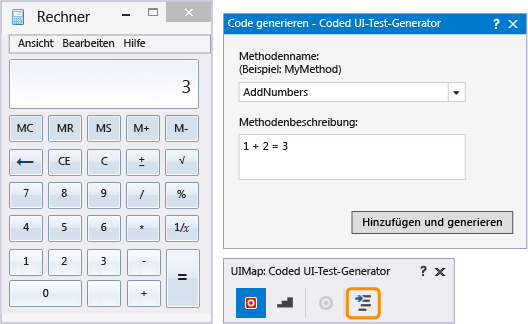 Rechner
Ansicht Bearbeiten Hilfe
3
MC MR MS M+ M-
← CE C ± √
7 8 9 / %
4 5 6 * 1/x
1 2 3 - =
0 . +
Code generieren - Coded UI-Test-Generator ? X
Methodenname:
(Beispiel: MyMethod)
AddNumbers
Methodenbeschreibung:
1 + 2 = 3
Hinzufügen und generieren
UIMap: Coded UI-Test-Generator ? X